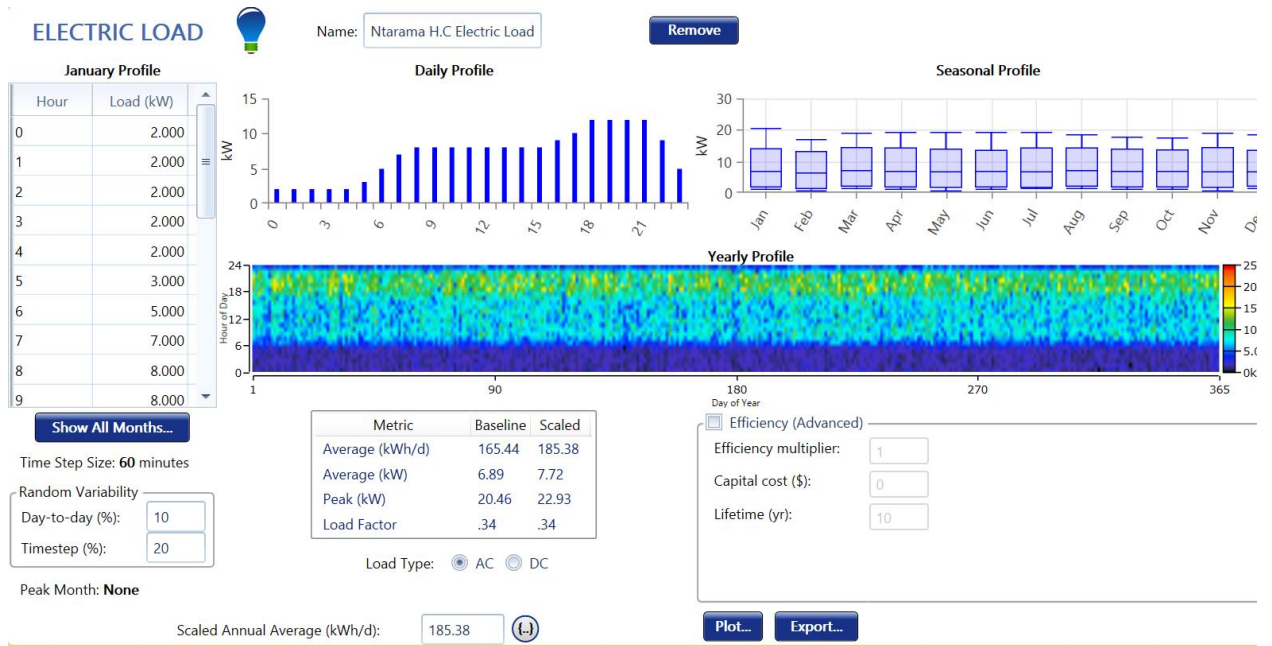 ELECTRIC LOAD
Name: Ntarama H.C Electric Load
Remove
January Profile
Hour Load (kW)
0 2.000
1 2.000
2 2.000
3 2.000
4 2.000
5 3.000
6 5.000
7 7.000
8 8.000
9 8.000
Show All Months...
Time Step Size: 60 minutes
Random Variability
Day-to-day (%): 10
Timestep (%): 20
Peak Month: None
Daily Profile
kW
15
10
5
0
0 3 6 9 12 15 18 21
Seasonal Profile
kW
30
20
10
0
Jan Feb Mar Apr May Jun Jul Aug Sep Oct Nov De
Yearly Profile
Hour of Day
24
18
12
6
0
1 90 180 270 365
Day of Year
25
20
15
10
5.0
0k
Metric Baseline Scaled
Average (kWh/d) 165.44 185.38
Average (kW) 6.89 7.72
Peak (kW) 20.46 22.93
Load Factor .34 .34
Load Type: AC DC
Scaled Annual Average (kWh/d): 185.38 {..}
Efficiency (Advanced)
Efficiency multiplier: 1
Capital cost ($): 0
Lifetime (yr): 10
Plot... Export...